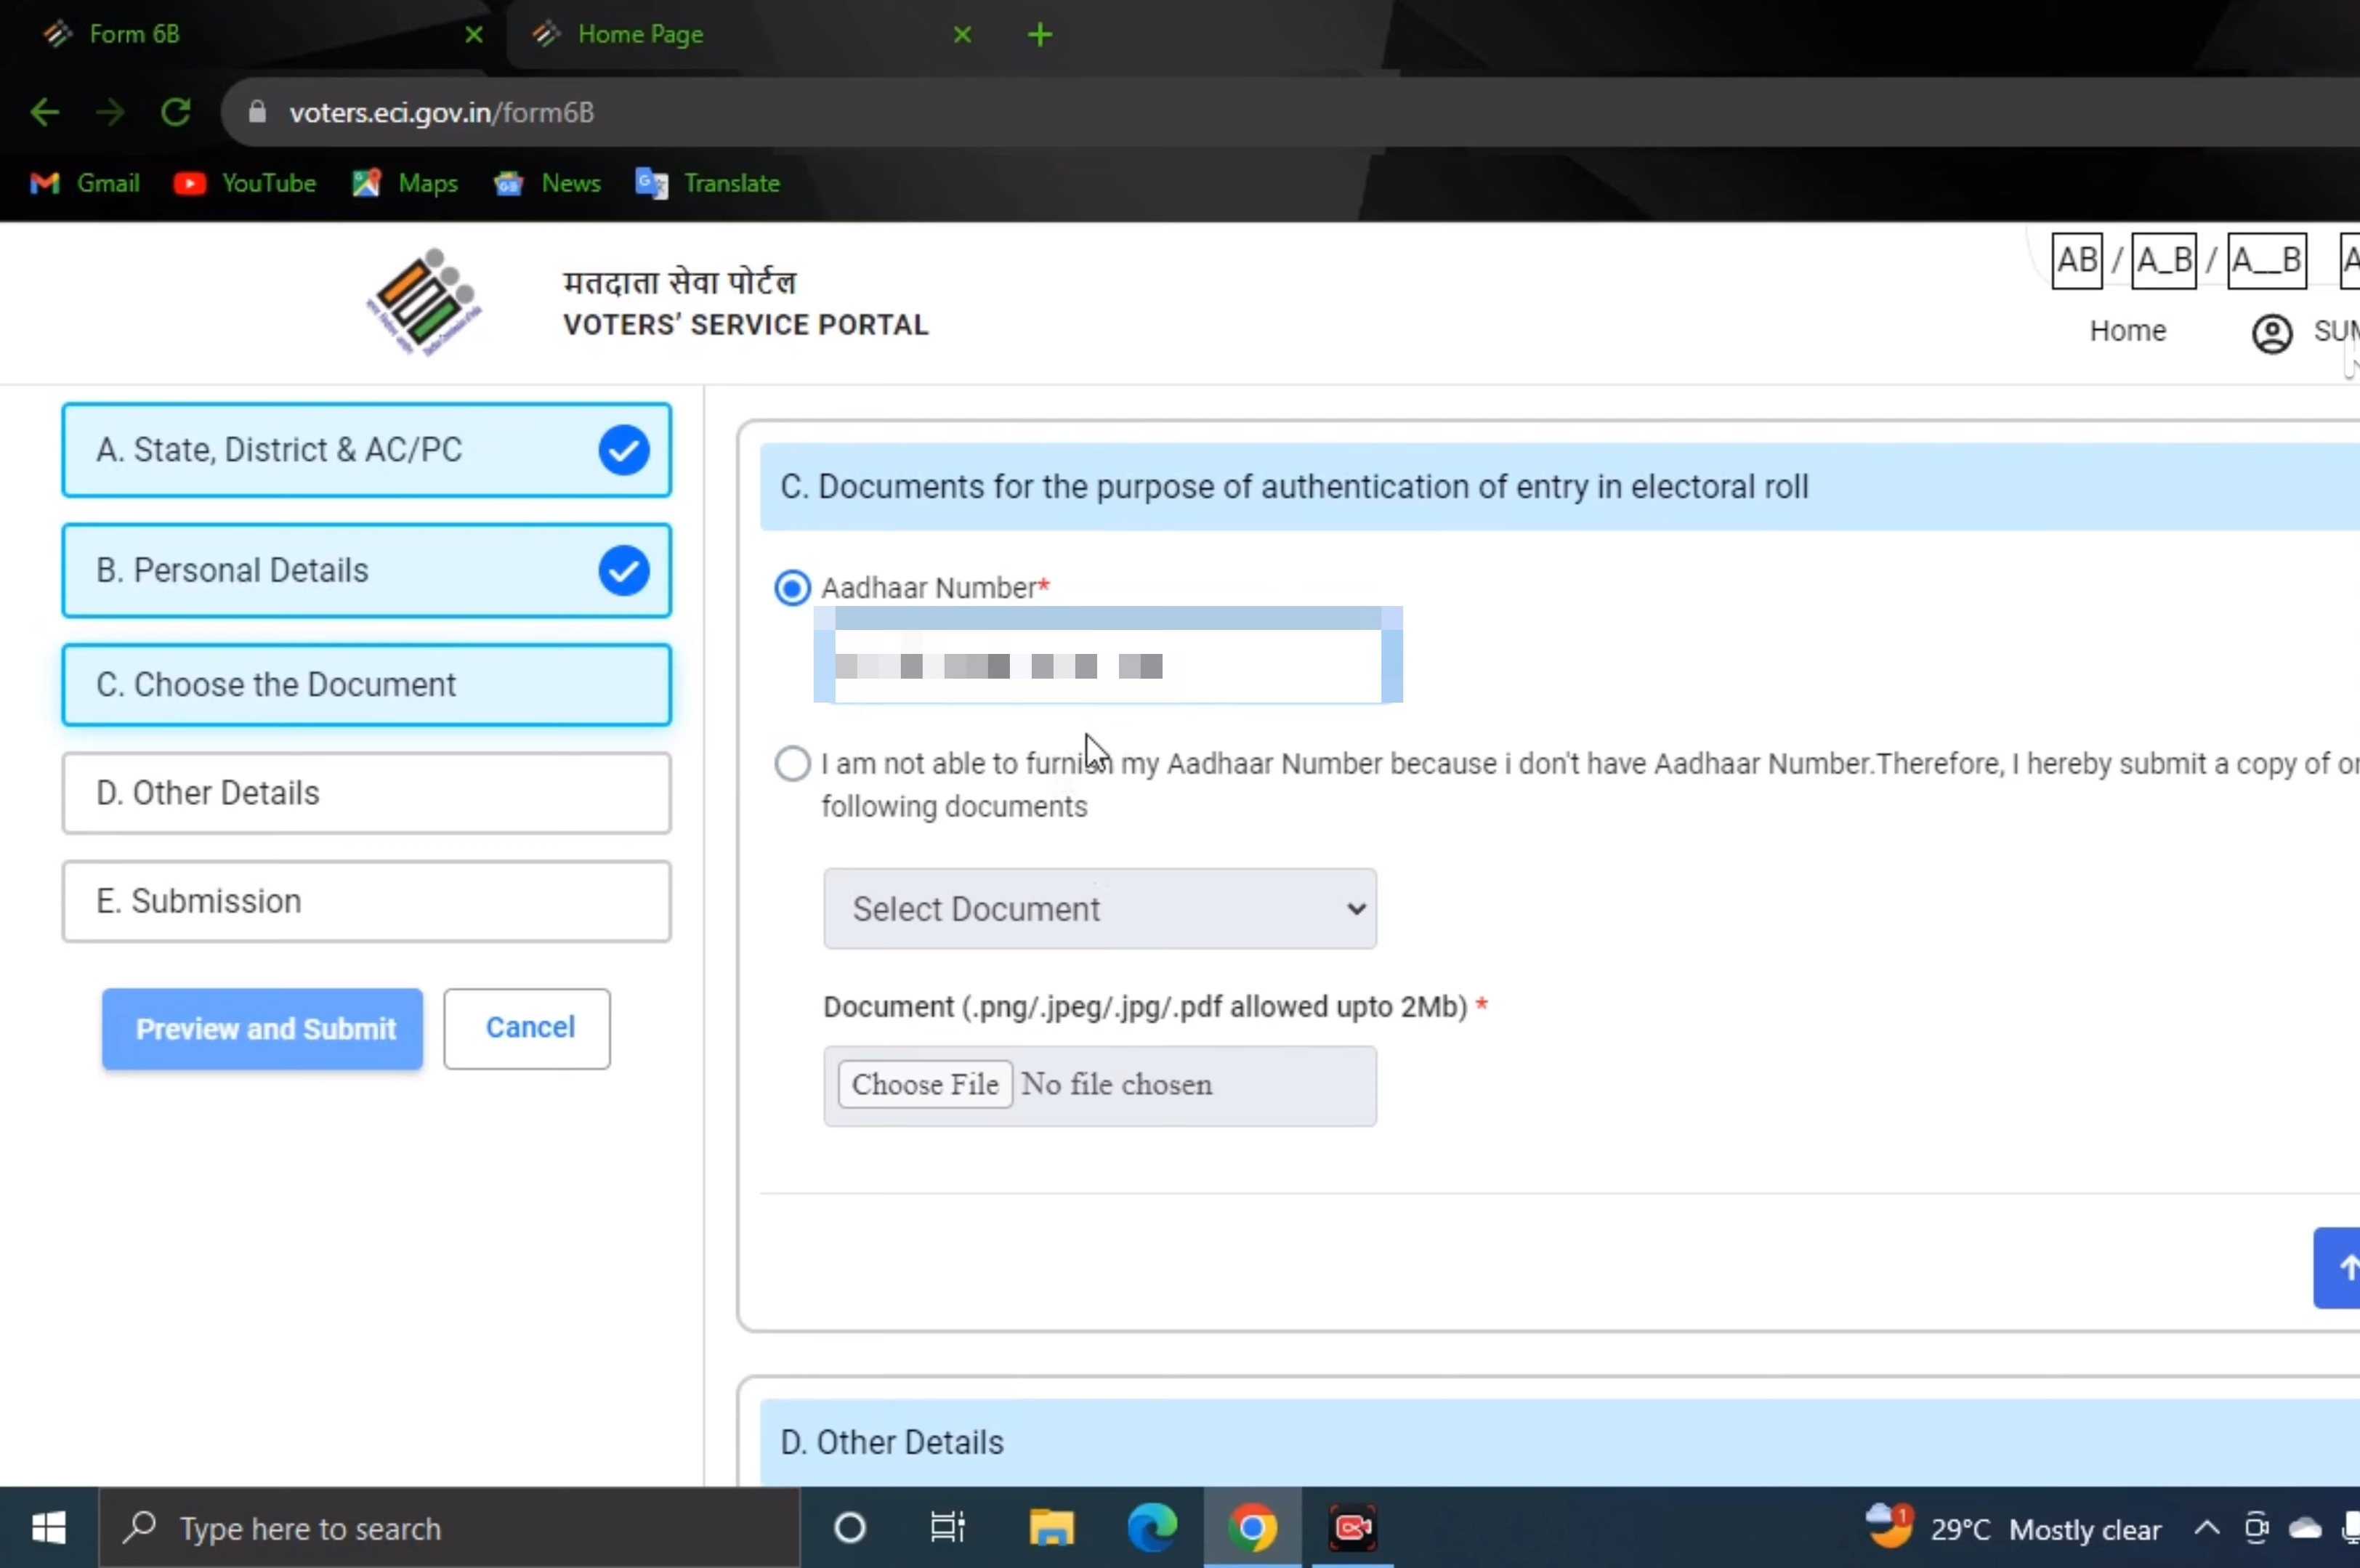 Form 6B
Home Page
voters.eci.gov.in/form6B
Gmail
YouTube
Maps
News
Translate
मतदाता सेवा पोर्टल
VOTERS' SERVICE PORTAL
AB / A_B / A__B A
Home
SUM
A. State, District & AC/PC
B. Personal Details
C. Choose the Document
D. Other Details
E. Submission
Preview and Submit
Cancel
C. Documents for the purpose of authentication of entry in electoral roll
Aadhaar Number*
I am not able to furnish my Aadhaar Number because i don't have Aadhaar Number.Therefore, I hereby submit a copy of
following documents
Select Document
Document (.png/.jpeg/.jpg/.pdf allowed upto 2Mb) *
Choose File No file chosen
D. Other Details
Type here to search
1
29°C Mostly clear